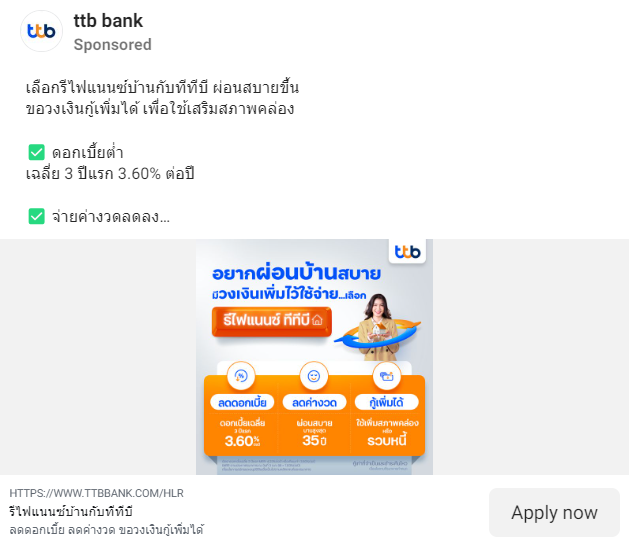 ttb
ttb bank
Sponsored
เลือกรีไฟแนนซ์บ้านกับทีทีบี ผ่อนสบายขึ้น
ขอวงเงินกู้เพิ่มได้ เพื่อใช้เสริมสภาพคล่อง
ดอกเบี้ยต่ำ
เฉลี่ย 3 ปีแรก 3.60% ต่อปี
จ่ายค่างวดลดลง...
ttb
อยากผ่อนบ้านสบาย
มีวงเงินเพิ่มไว้ใช้จ่าย...เลือก
รีไฟแนนซ์ ทีทีบี
%
ลดดอกเบี้ย
ลดค่างวด
กู้เพิ่มได้
ดอกเบี้ยเฉลี่ย
3 ปีแรก
3.60%
ผ่อนสบาย
นานสูงสุด
35 ปี
ใช้เพิ่มสภาพคล่อง
หรือ
รวบหนี้
HTTPS://WWW.TTBBANK.COM/HLR
รีไฟแนนซ์บ้านกับทีทีบี
ลดดอกเบี้ย ลดค่างวด ขอวงเงินกู้เพิ่มได้
Apply now